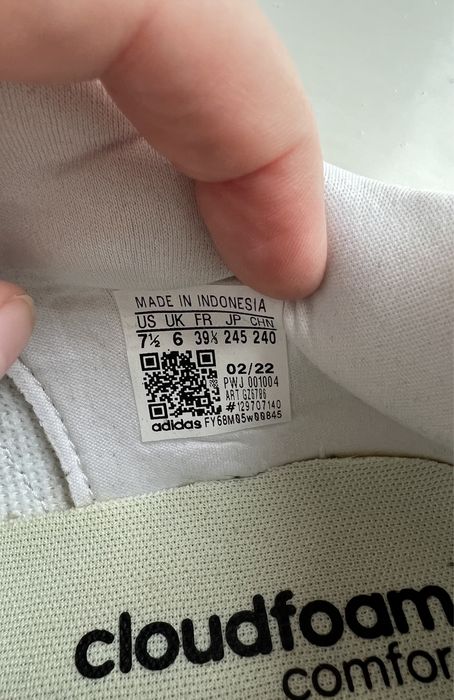 MADE IN INDONESIA
US UK FR JP CHN
7½ 6 39⅓ 245 240
02/22
PWJ 001004
ART GZ6786
#129707140
adidas FY68M05W00845
cloudfoam
comfor